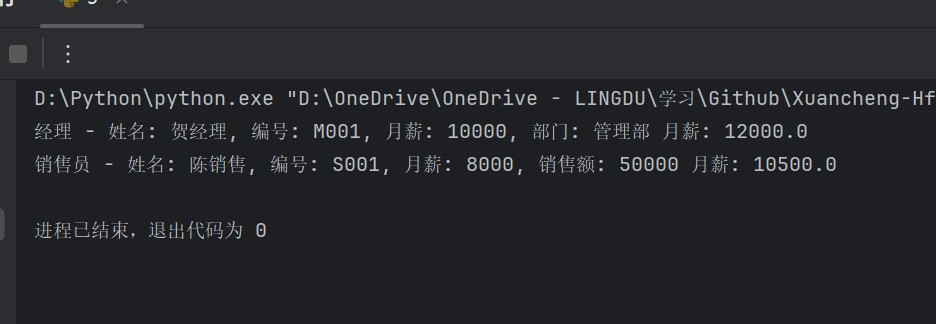 D:\Python\python.exe "D:\OneDrive\OneDrive - LINGDU\学习\Github\Xuancheng-Hf
经理 - 姓名: 贺经理, 编号: M001, 月薪: 10000, 部门: 管理部 月薪: 12000.0
销售员 - 姓名: 陈销售, 编号: S001, 月薪: 8000, 销售额: 50000 月薪: 10500.0
进程已结束，退出代码为 0